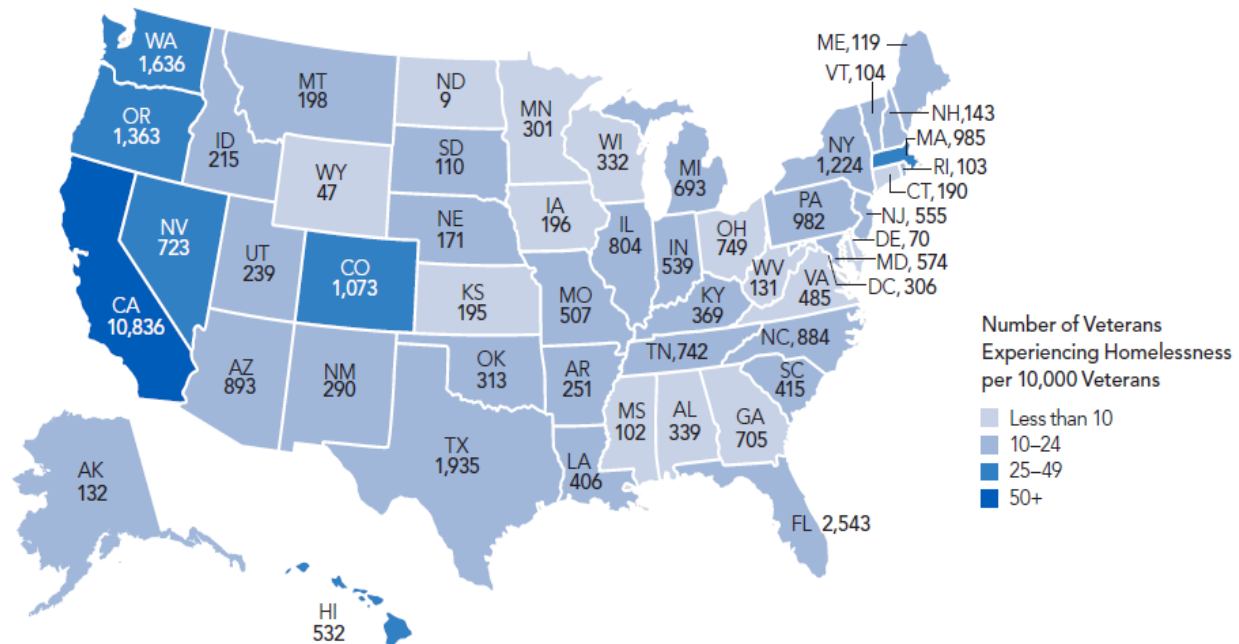 WA
1,636
OR
1,363
CA
10,836
NV
723
ID
215
MT
198
WY
47
UT
239
CO
1,073
AZ
893
NM
290
ND
9
SD
110
NE
171
KS
195
OK
313
TX
1,935
MN
301
IA
196
MO
507
AR
251
LA
406
WI
332
IL
804
MI
693
IN
539
OH
749
KY
369
TN, 742
MS
102
AL
339
GA
705
FL 2,543
SC
415
NC, 884
VA
485
WV
131
PA
982
NY
1,224
ME, 119
VT, 104
NH, 143
MA, 985
RI, 103
CT, 190
NJ, 555
DE, 70
MD, 574
DC, 306
AK
132
HI
532
Number of Veterans
Experiencing Homelessness
per 10,000 Veterans
Less than 10
10–24
25–49
50+